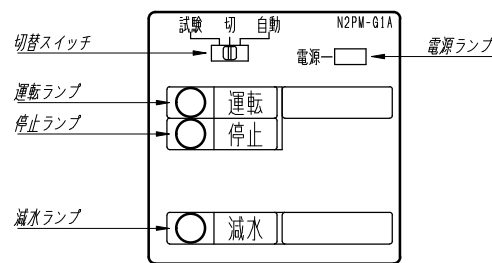 試験 切 自動 N2PM-G1A
切替スイッチ
電源
電源ランプ
運転ランプ
運転
停止ランプ
停止
減水ランプ
減水